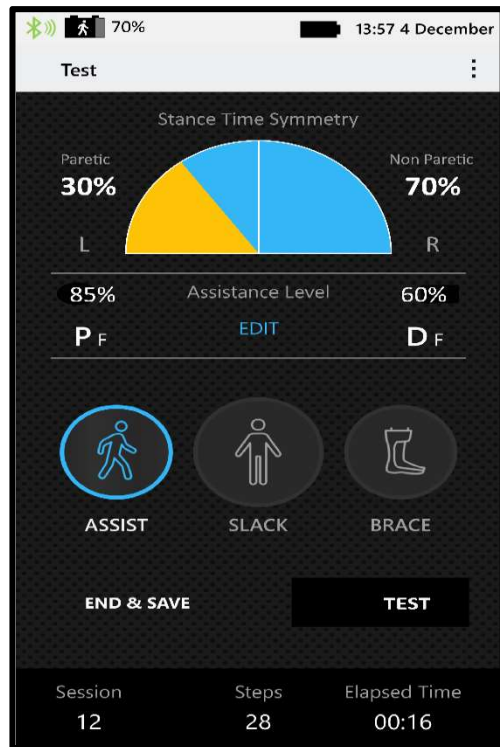 70% 13:57 4 December
Test
Stance Time Symmetry
Paretic Non Paretic
30% 70%
L R
85% Assistance Level 60%
EDIT
PF DF
ASSIST SLACK BRACE
END & SAVE TEST
Session Steps Elapsed Time
12 28 00:16